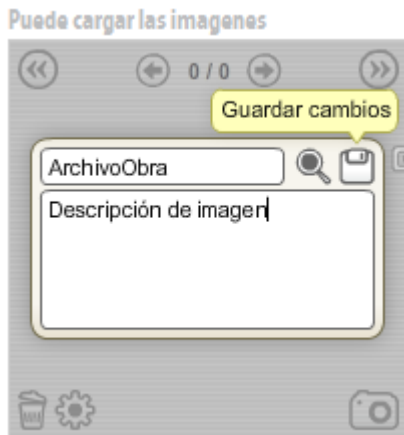 Puede cargar las imagenes
0 / 0
Guardar cambios
ArchivoObra
Descripción de imagen